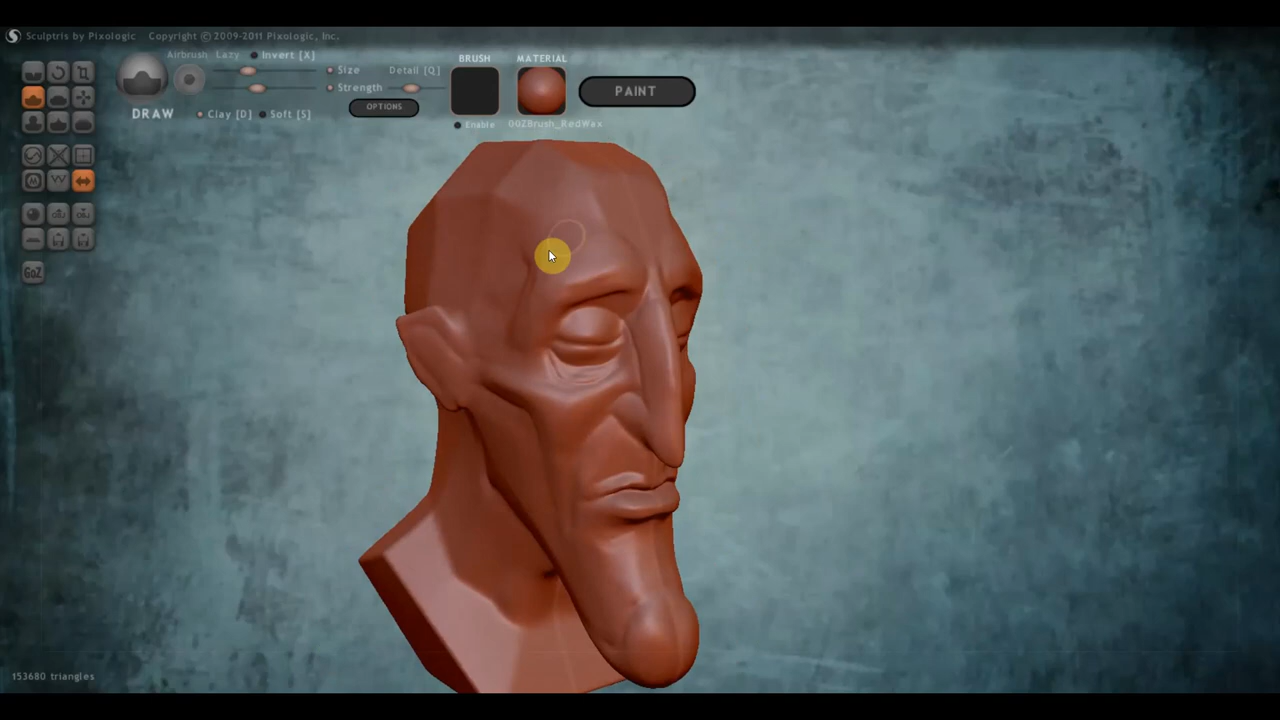 Sculptris by Pixologic Copyright ©2009-2011 Pixologic, Inc.
Airbrush Lazy Invert [X]
Size Detail [Q]
Strength
OPTIONS
DRAW Clay [D] Soft [S]
BRUSH
Enable
MATERIAL
00ZBrush_RedWax
PAINT
GoZ
153680 triangles